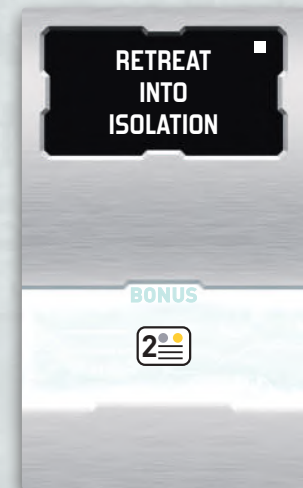 RETREAT
INTO
ISOLATION
BONUS
2